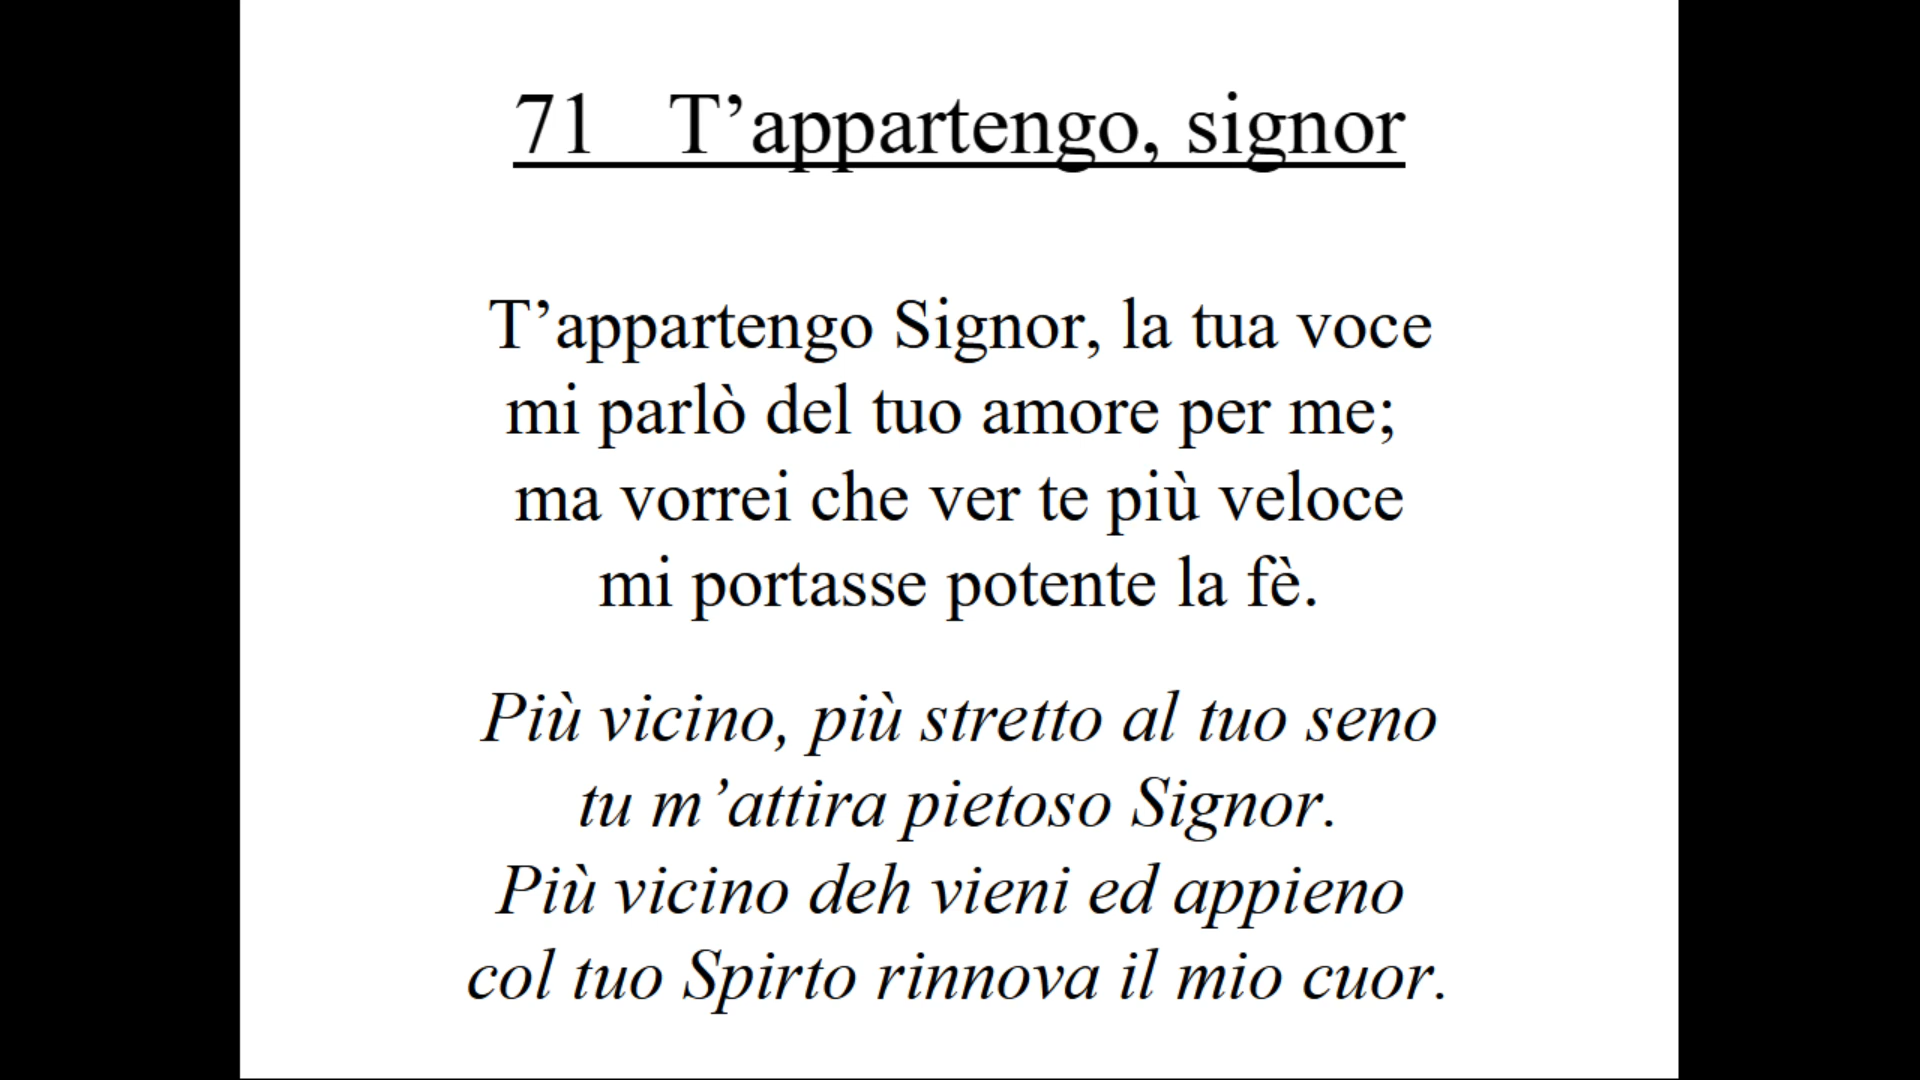 71 T’appartengo, signor
T’appartengo Signor, la tua voce
mi parlò del tuo amore per me;
ma vorrei che ver te più veloce
mi portasse potente la fè.
Più vicino, più stretto al tuo seno
tu m’attira pietoso Signor.
Più vicino deh vieni ed appieno
col tuo Spirto rinnova il mio cuor.